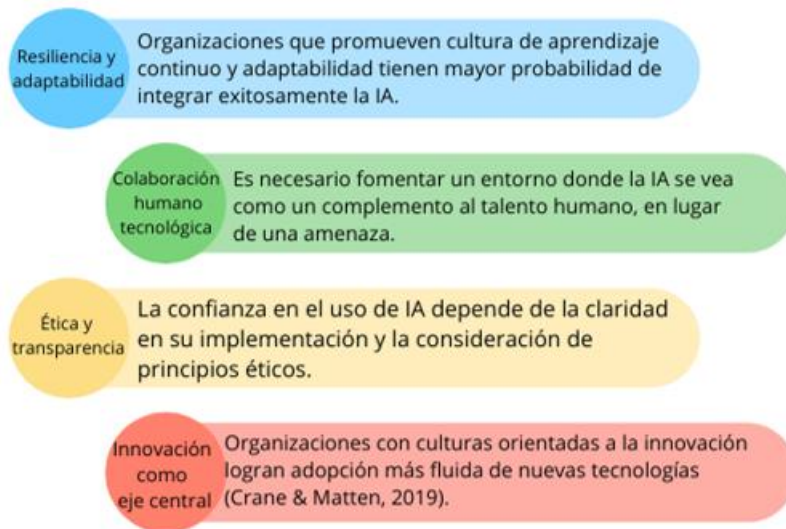 Resiliencia y
adaptabilidad
Organizaciones que promueven cultura de aprendizaje
continuo y adaptabilidad tienen mayor probabilidad de
integrar exitosamente la IA.
Colaboración
humano
tecnológica
Es necesario fomentar un entorno donde la IA se vea
como un complemento al talento humano, en lugar
de una amenaza.
Ética y
transparencia
La confianza en el uso de IA depende de la claridad
en su implementación y la consideración de
principios éticos.
Innovación
como
eje central
Organizaciones con culturas orientadas a la innovación
logran adopción más fluida de nuevas tecnologías
(Crane & Matten, 2019).